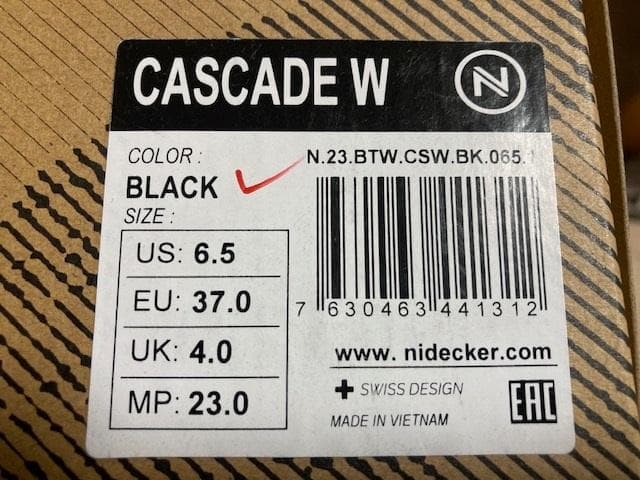 CASCADE W
N
COLOR :
N.23.BTW.CSW.BK.065.1
BLACK
SIZE :
US: 6.5
EU: 37.0
UK: 4.0
MP: 23.0
7 630463 441312
www. nidecker.com
SWISS DESIGN
MADE IN VIETNAM
EAC